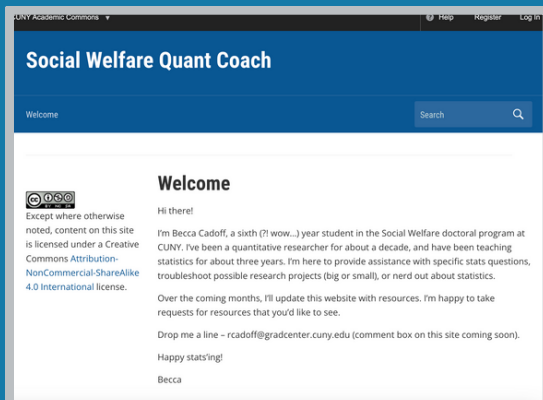 CUNY Academic Commons
Help Register Log In
Social Welfare Quant Coach
Welcome
Search
BY NC SA
Except where otherwise
noted, content on this site
is licensed under a Creative
Commons Attribution-
NonCommercial-ShareAlike
4.0 International license.
Welcome
Hi there!
I'm Becca Cadoff, a sixth (?! wow...) year student in the Social Welfare doctoral program at
CUNY. I've been a quantitative researcher for about a decade, and have been teaching
statistics for about three years. I'm here to provide assistance with specific stats questions,
troubleshoot possible research projects (big or small), or nerd out about statistics.
Over the coming months, I'll update this website with resources. I'm happy to take
requests for resources that you'd like to see.
Drop me a line – rcadoff@gradcenter.cuny.edu (comment box on this site coming soon).
Happy stats'ing!
Becca